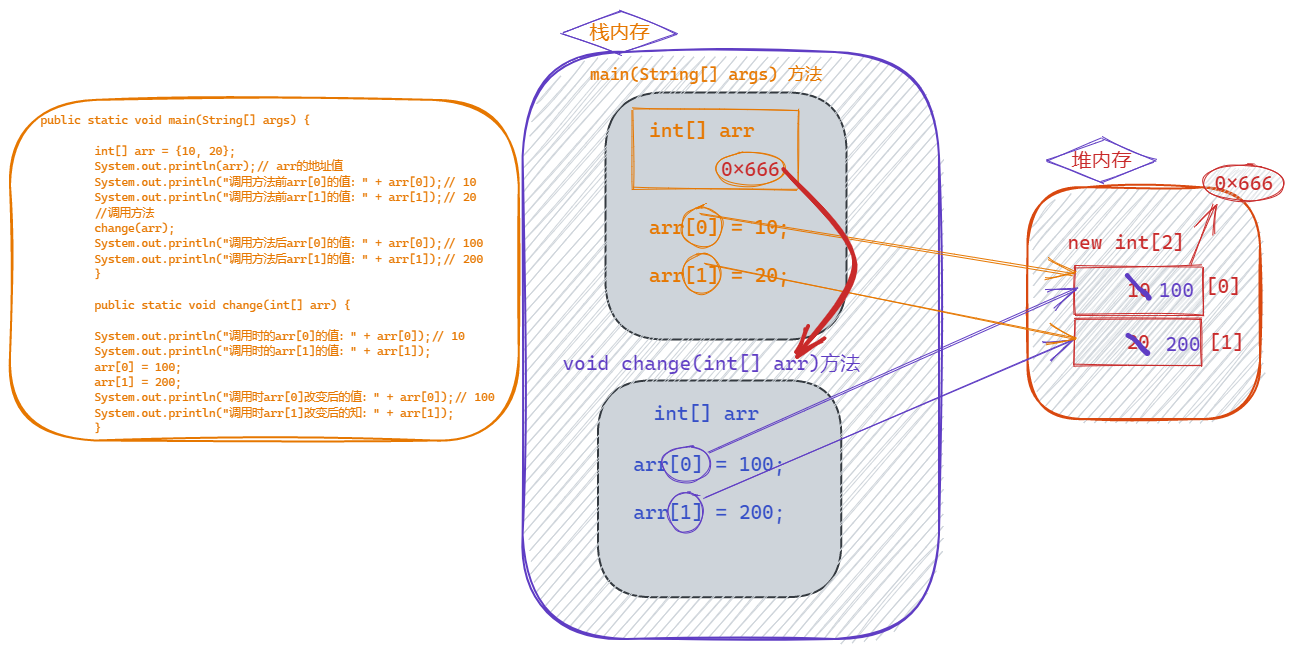 public static void main(String[] args) {
int[] arr = {10, 20};
System.out.println(arr);// arr的地址值
System.out.println("调用方法前arr[0]的值: " + arr[0]);// 10
System.out.println("调用方法前arr[1]的值: " + arr[1]);// 20
//调用方法
change(arr);
System.out.println("调用方法后arr[0]的值: " + arr[0]);// 100
System.out.println("调用方法后arr[1]的值: " + arr[1]);// 200
}
public static void change(int[] arr) {
System.out.println("调用时的arr[0]的值: " + arr[0]);// 10
System.out.println("调用时的arr[1]的值: " + arr[1]);
arr[0] = 100;
arr[1] = 200;
System.out.println("调用时arr[0]改变后的值: " + arr[0]);// 100
System.out.println("调用时arr[1]改变后的知: " + arr[1]);
}
栈内存
main(String[] args) 方法
int[] arr
0×666
arr[0] = 10;
arr[1] = 20;
void change(int[] arr)方法
int[] arr
arr[0] = 100;
arr[1] = 200;
堆内存
0×666
new int[2]
10 100 [0]
20 200 [1]